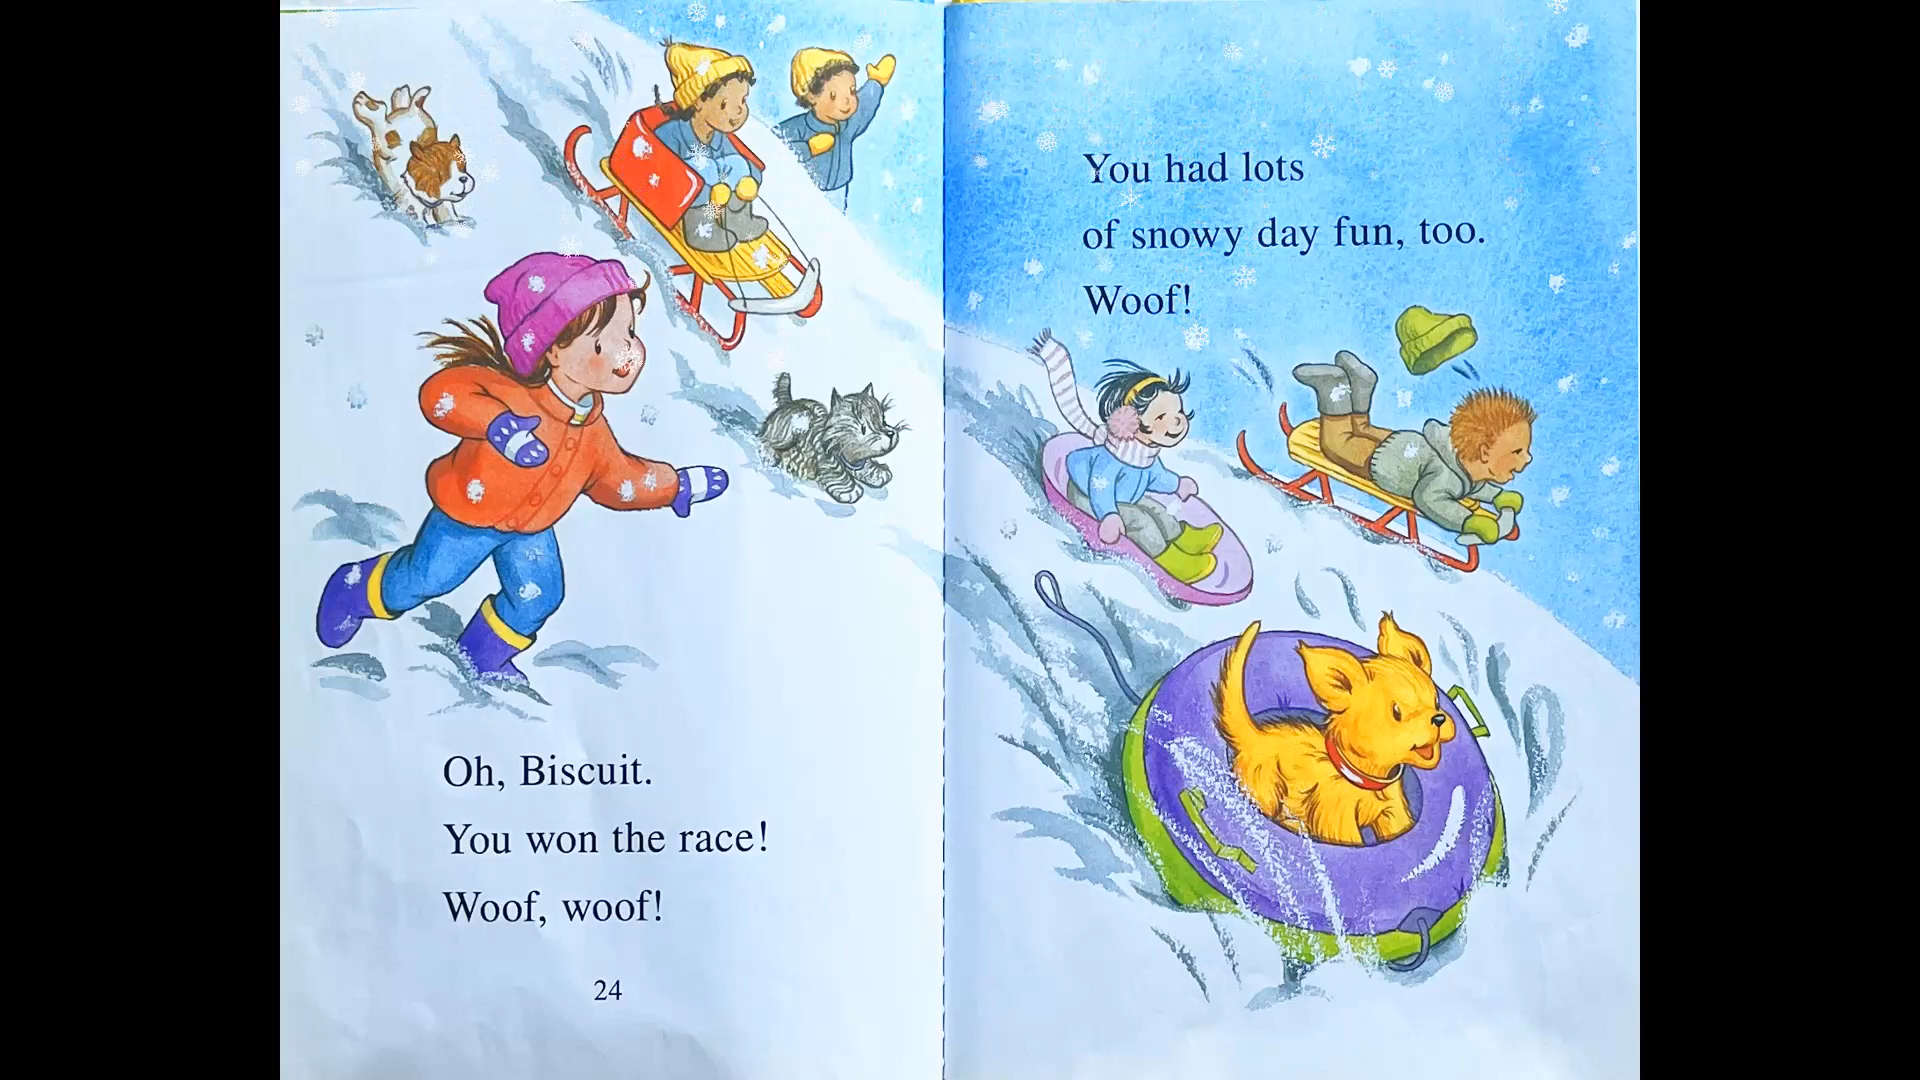 Oh, Biscuit.
You won the race!
Woof, woof!
24
You had lots
of snowy day fun, too.
Woof!